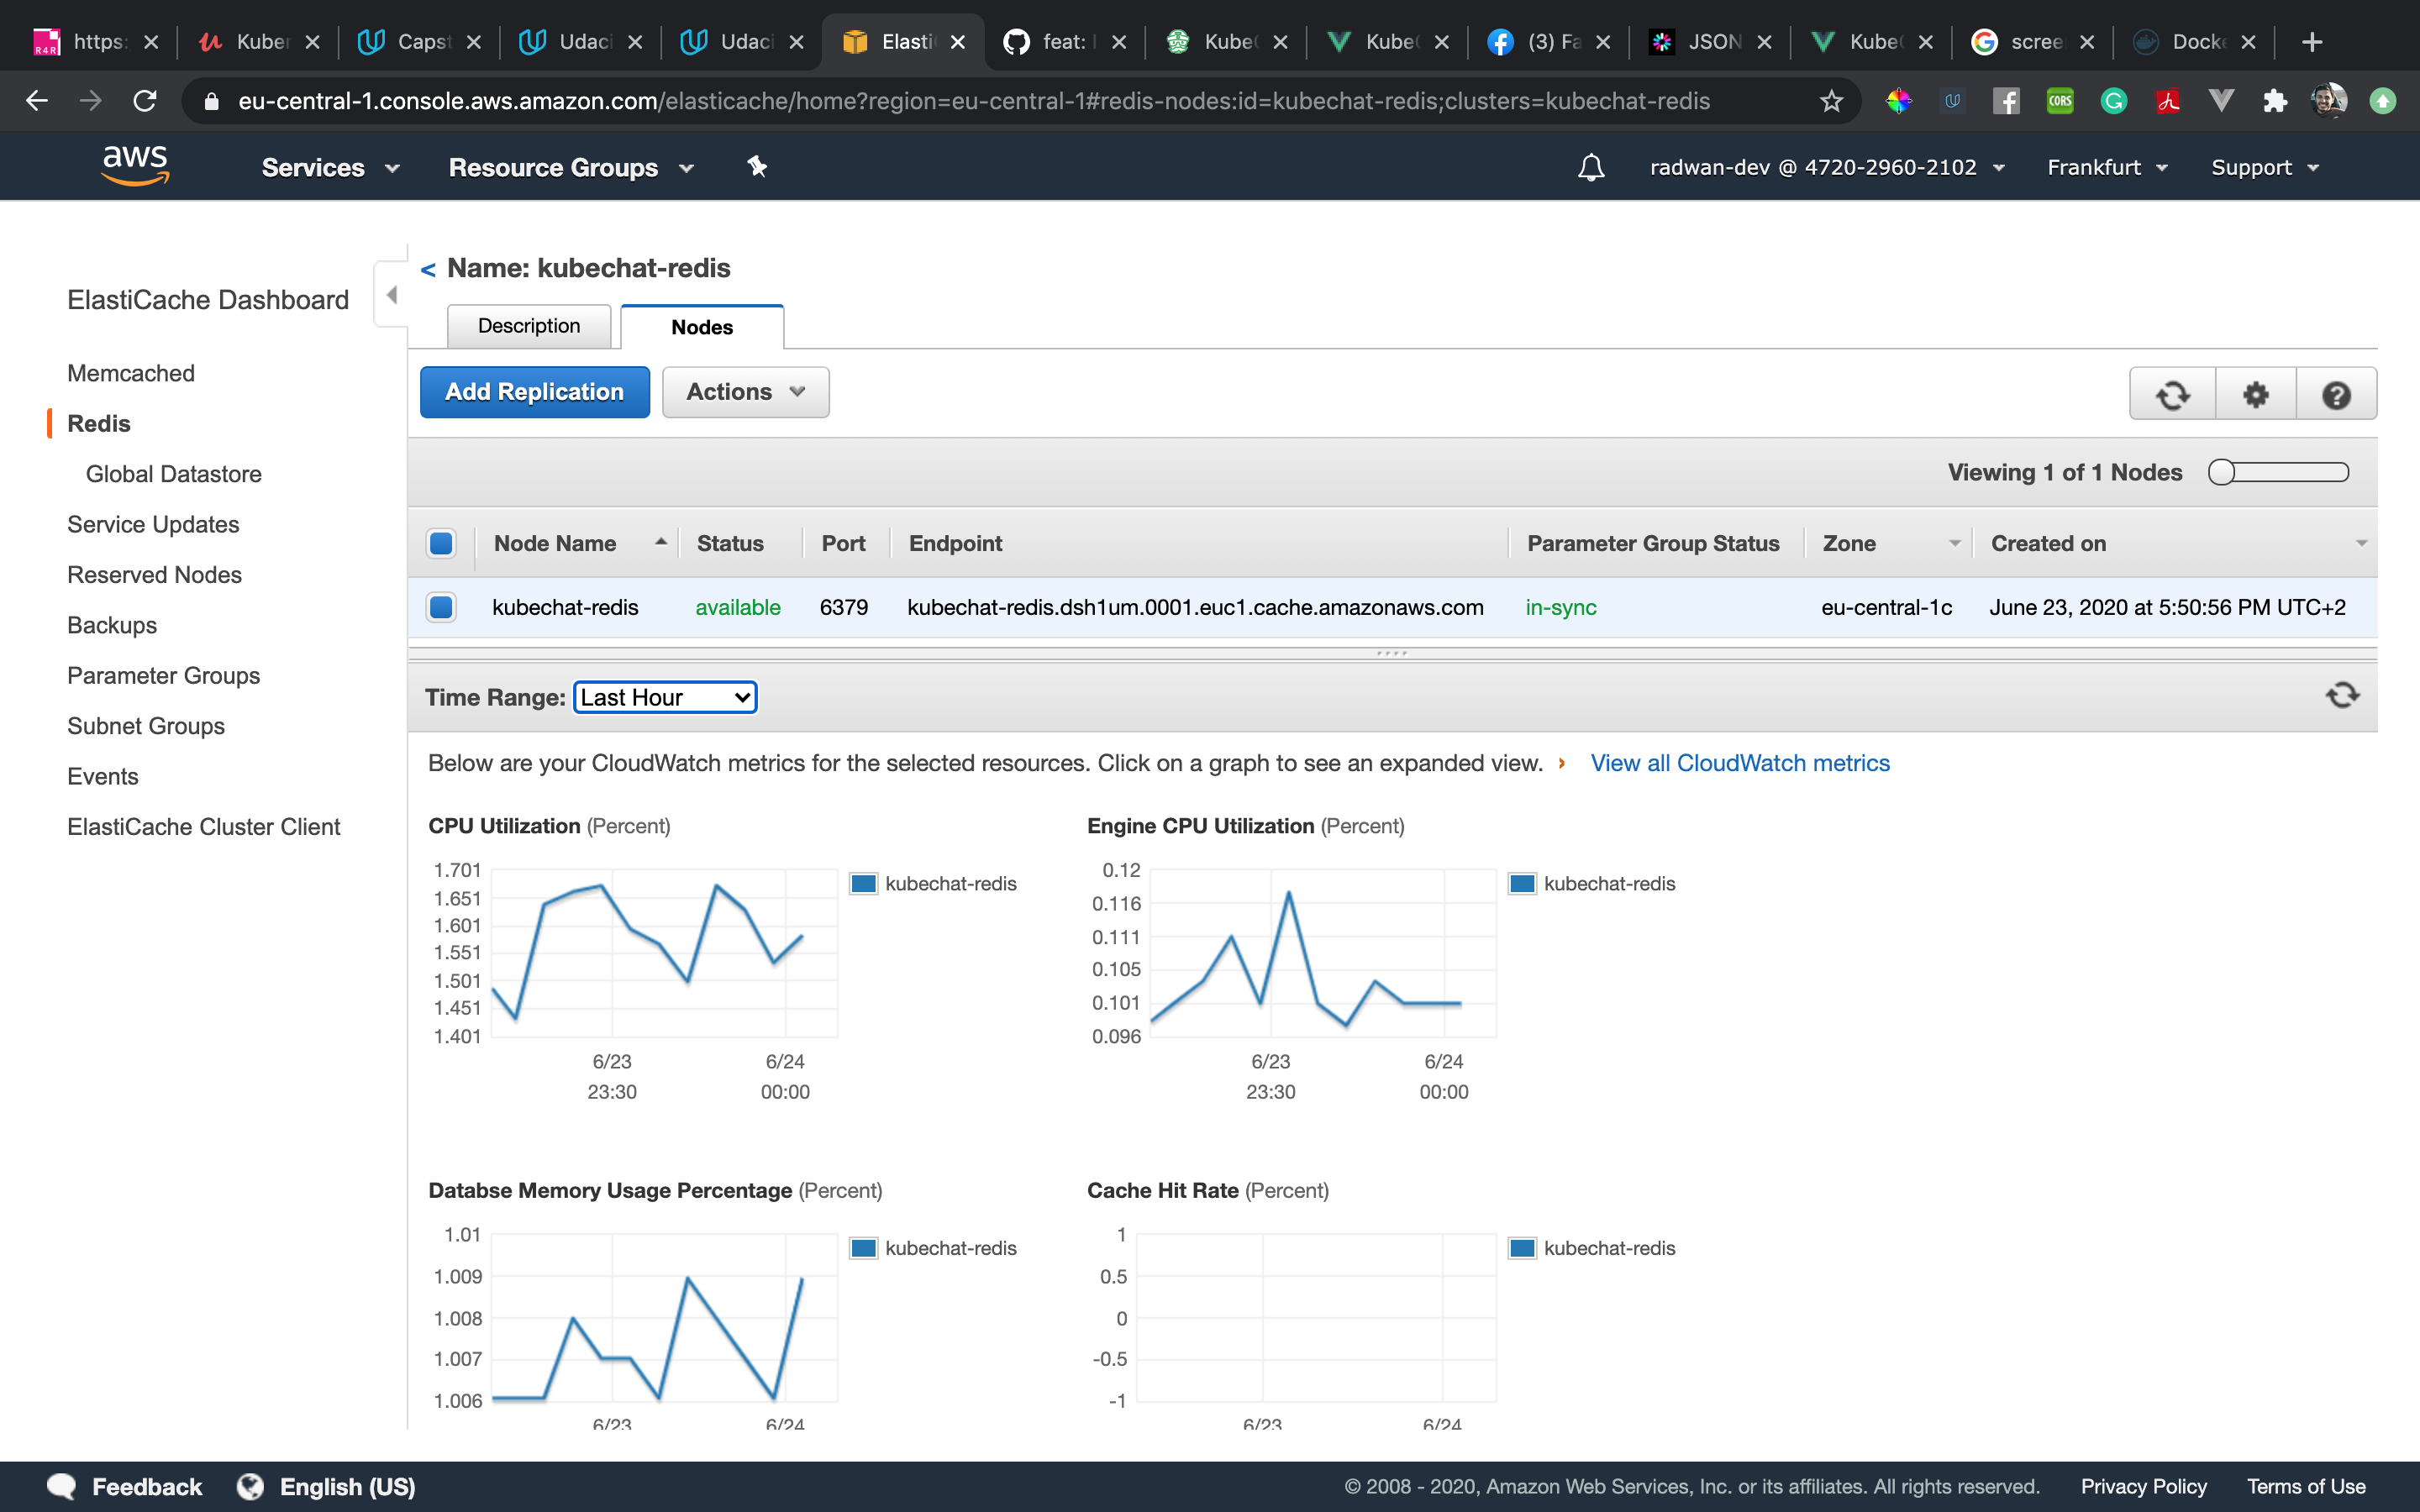 https: Kuber Capst Udaci Udaci Elasti feat: Kube Kube (3) Fa JSON Kube scree Docke
eu-central-1.console.aws.amazon.com/elasticache/home?region=eu-central-1#redis-nodes:id=kubechat-redis;clusters=kubechat-redis
aws Services Resource Groups radwan-dev @ 4720-2960-2102 Frankfurt Support
ElastiCache Dashboard
Memcached
Redis
Global Datastore
Service Updates
Reserved Nodes
Backups
Parameter Groups
Subnet Groups
Events
ElastiCache Cluster Client
< Name: kubechat-redis
Description Nodes
Add Replication Actions
Viewing 1 of 1 Nodes
Node Name Status Port Endpoint Parameter Group Status Zone Created on
kubechat-redis available 6379 kubechat-redis.dsh1um.0001.euc1.cache.amazonaws.com in-sync eu-central-1c June 23, 2020 at 5:50:56 PM UTC+2
Time Range: Last Hour
Below are your CloudWatch metrics for the selected resources. Click on a graph to see an expanded view. View all CloudWatch metrics
CPU Utilization (Percent)
1.701
1.651
1.601
1.551
1.501
1.451
1.401
6/23 6/24
23:30 00:00
kubechat-redis
Engine CPU Utilization (Percent)
0.12
0.116
0.111
0.105
0.101
0.096
6/23 6/24
23:30 00:00
kubechat-redis
Databse Memory Usage Percentage (Percent)
1.01
1.009
1.008
1.007
1.006
6/23 6/24
kubechat-redis
Cache Hit Rate (Percent)
1
0.5
0
-0.5
-1
6/23 6/24
kubechat-redis
Feedback English (US) © 2008 - 2020, Amazon Web Services, Inc. or its affiliates. All rights reserved. Privacy Policy Terms of Use